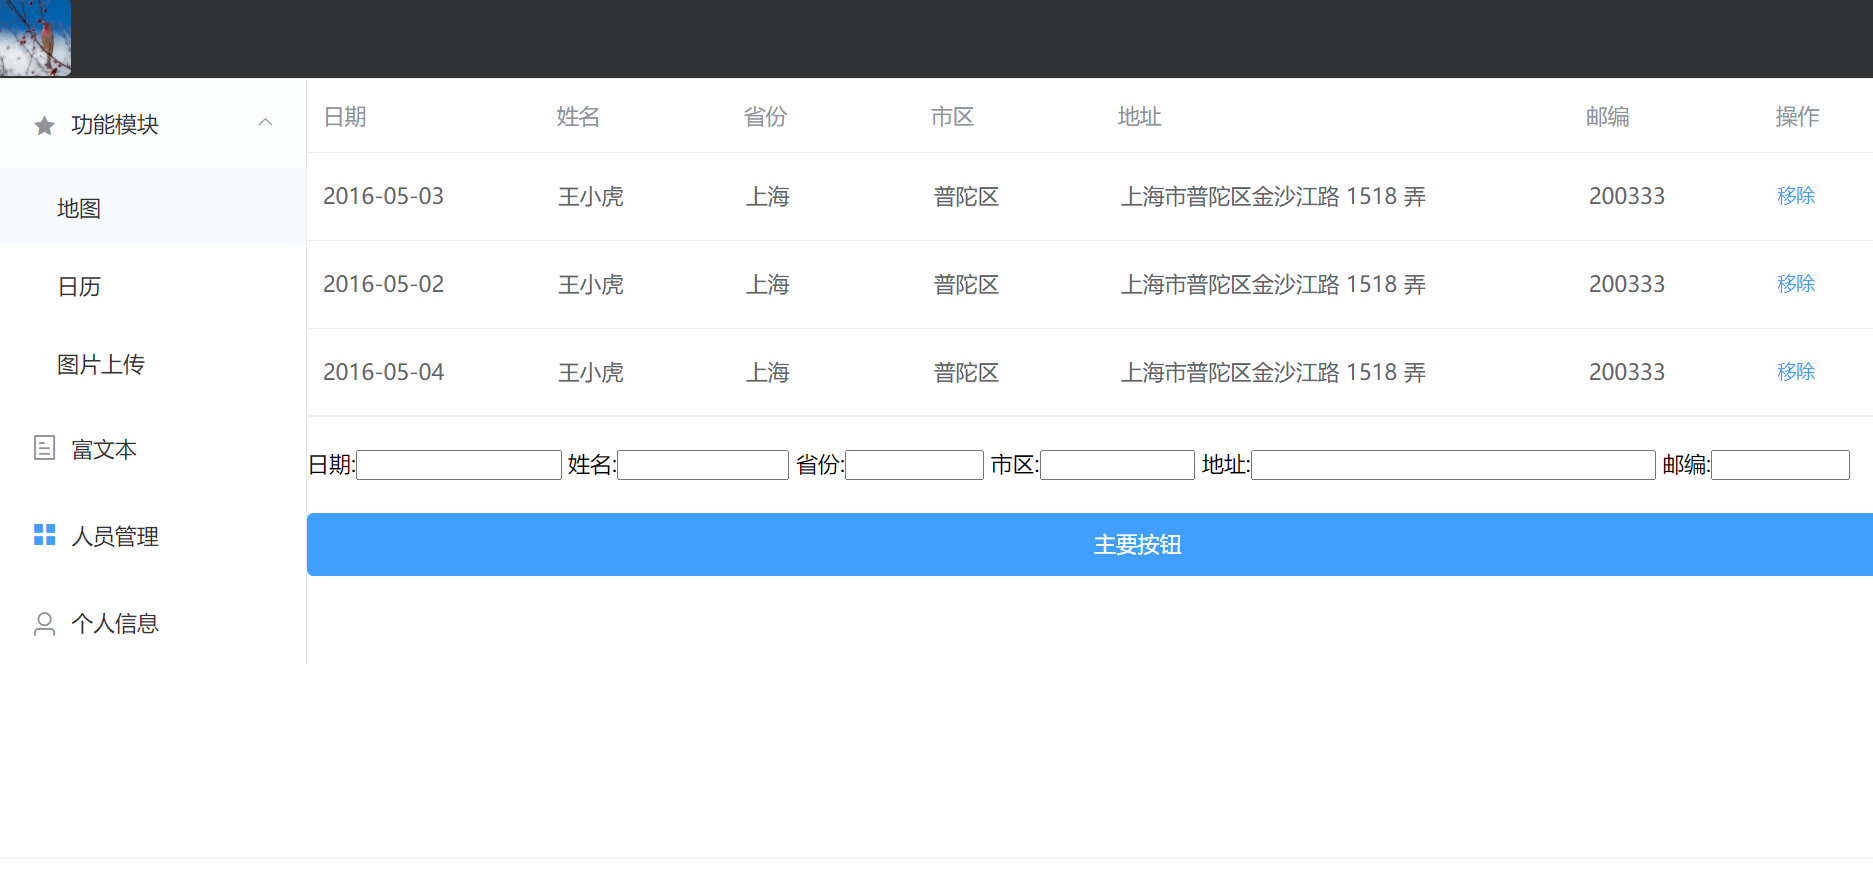 功能模块
地图
日历
图片上传
富文本
人员管理
个人信息
日期 姓名 省份 市区 地址 邮编 操作
2016-05-03 王小虎 上海 普陀区 上海市普陀区金沙江路 1518 弄 200333 移除
2016-05-02 王小虎 上海 普陀区 上海市普陀区金沙江路 1518 弄 200333 移除
2016-05-04 王小虎 上海 普陀区 上海市普陀区金沙江路 1518 弄 200333 移除
日期: 姓名: 省份: 市区: 地址: 邮编:
主要按钮